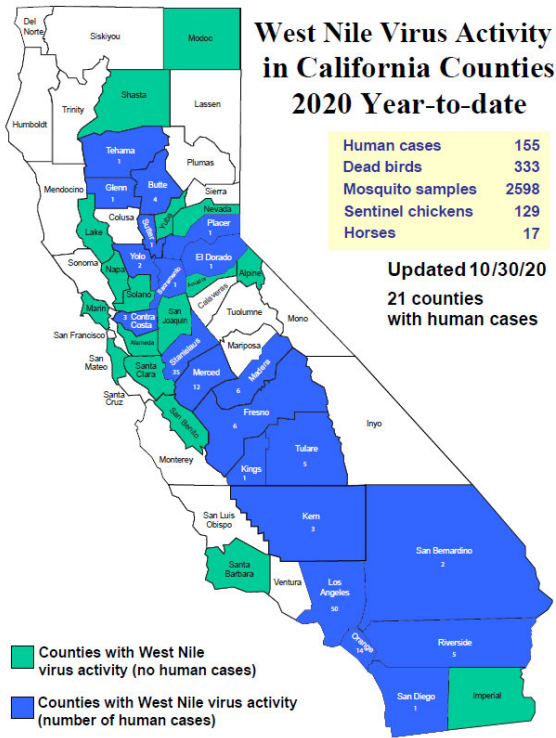 West Nile Virus Activity
in California Counties
2020 Year-to-date
Human cases 155
Dead birds 333
Mosquito samples 2598
Sentinel chickens 129
Horses 17
Updated 10/30/20
21 counties
with human cases
Del
Norte
Siskiyou
Modoc
Shasta
Lassen
Trinity
Humboldt
Tehama
1
Plumas
Mendocino
Glenn
1
Butte
4
Sierra
Colusa
Sutter
1
Yuba
Nevada
Placer
1
Lake
Sonoma
Napa
Yolo
2
El Dorado
1
Sacramento
1
Amador
Alpine
Solano
Marin
Calaveras
3 Contra
Costa
San
Joaquin
Tuolumne
Mono
San Francisco
Alameda
Stanislaus
35
Mariposa
San
Mateo
Santa
Clara
Merced
12
Madera
6
Santa
Cruz
San Benito
Fresno
6
Inyo
Monterey
Kings
1
Tulare
5
San Luis
Obispo
Kern
3
San Bernardino
2
Santa
Barbara
Ventura
Los
Angeles
50
Orange
14
Riverside
5
San Diego
1
Imperial
Counties with West Nile
virus activity (no human cases)
Counties with West Nile virus activity
(number of human cases)